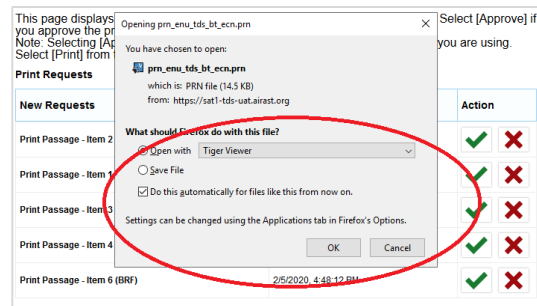 This page displays
Select [Approve] if
you approve the pr
Note: Selecting [Ap
you are using.
Select [Print] from
Print Requests
New Requests
Action
Print Passage - Item 2
Print Passage - Item 1
Print Passage - Item 3
Print Passage - Item 4
Print Passage - Item 6 (BRF)
2/5/2020, 4:48:12 PM
Opening prn_enu_tds_bt_ecn.prn
You have chosen to open:
prn_enu_tds_bt_ecn.prn
which is: PRN file (14.5 KB)
from: https://sat1-tds-uat.airast.org
What should Firefox do with this file?
Open with Tiger Viewer
Save File
Do this automatically for files like this from now on.
Settings can be changed using the Applications tab in Firefox's Options.
OK Cancel